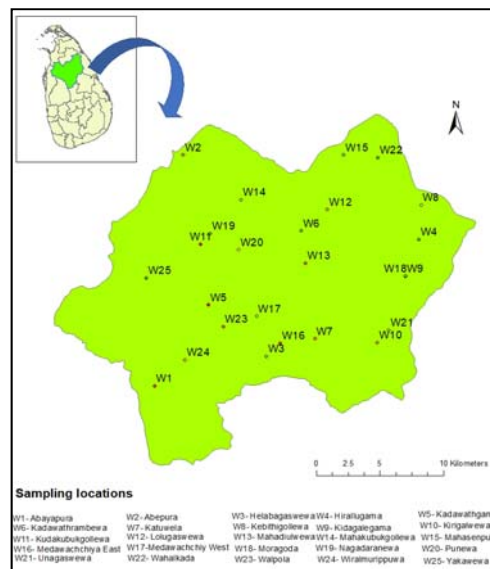 N
W2
W15
W22
W14
W12
W8
W19
W6
W4
W11
W20
W13
W25
W18W9
W5
W17
W23
W21
W16
W7
W10
W3
W24
W1
0 2.5 5 10 Kilometers
Sampling locations
W1- Abayapura W2- Abepura W3- Helabagaswewa W4- Hirallugama W5- Kadawathgam
W6- Kadawathrambewa W7- Katuwela W8- Kebithigollewa W9- Kidagalegama W10- Kirigalwewa
W11- Kudakubukgollewa W12- Lolugaswewa W13- Mahadiulwewa W14- Mahakubukgollewa W15- Mahasenpu
W16- Medawachchiya East W17-Medawachchiy West W18- Moragoda W19- Nagadaranewa W20- Punewa
W21- Unagaswewa W22- Wahalkada W23- Walpola W24- Wiralmurippuwa W25- Yakawewa